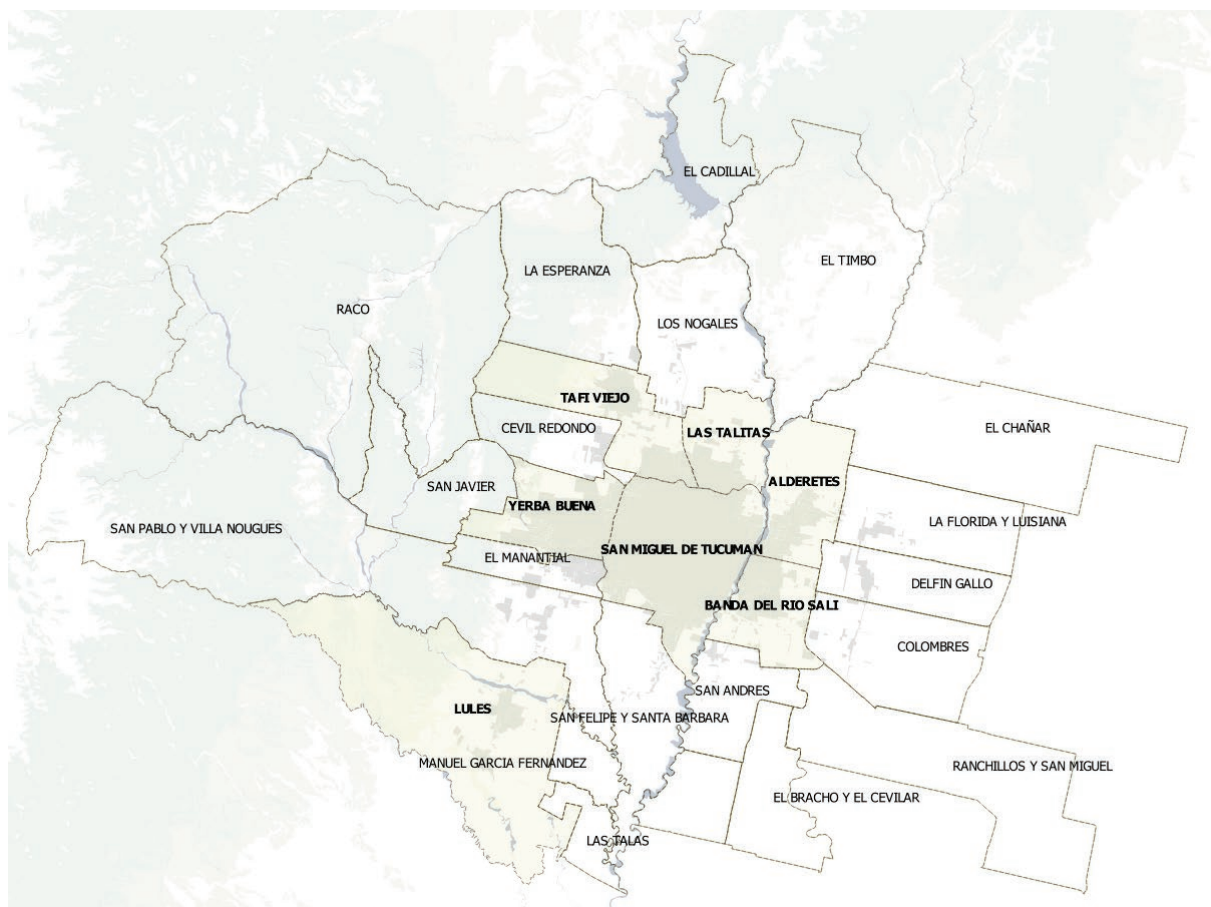 EL CADILLAL
EL TIMBO
LA ESPERANZA
RACO
LOS NOGALES
TAFI VIEJO
CEVIL REDONDO
LAS TALITAS
EL CHAÑAR
SAN JAVIER
ALDERETES
YERBA BUENA
LA FLORIDA Y LUISIANA
SAN PABLO Y VILLA NOUGUES
SAN MIGUEL DE TUCUMAN
EL MANANTIAL
DELFIN GALLO
BANDA DEL RIO SALI
COLOMBRES
SAN ANDRES
LULES
SAN FELIPE Y SANTA BARBARA
MANUEL GARCIA FERNANDEZ
RANCHILLOS Y SAN MIGUEL
EL BRACHO Y EL CEVILAR
LAS TALAS